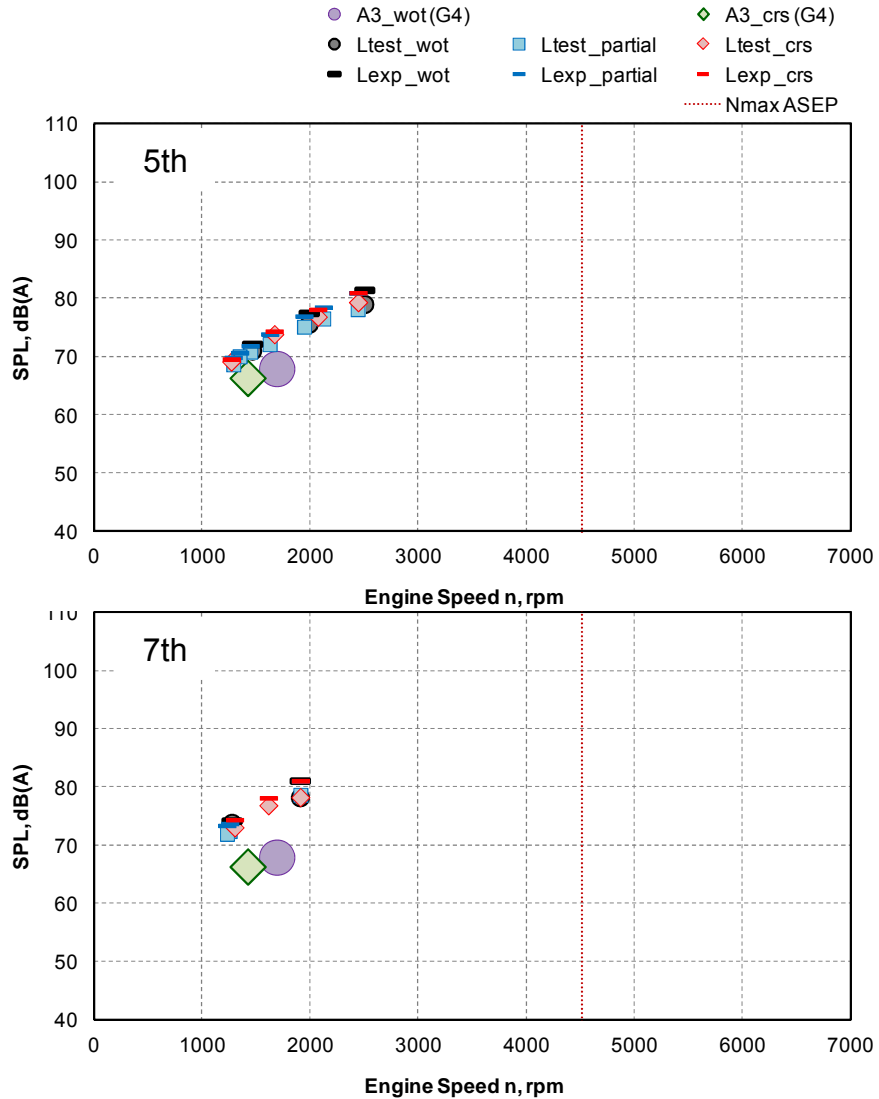 A3_wot (G4) A3_crs (G4)
Ltest_wot Ltest_partial Ltest_crs
Lexp_wot Lexp_partial Lexp_crs
Nmax ASEP
110
5th
100
90
80
70
60
50
40
SPL, dB(A)
0 1000 2000 3000 4000 5000 6000 7000
Engine Speed n, rpm
110
7th
100
90
80
70
60
50
40
SPL, dB(A)
0 1000 2000 3000 4000 5000 6000 7000
Engine Speed n, rpm